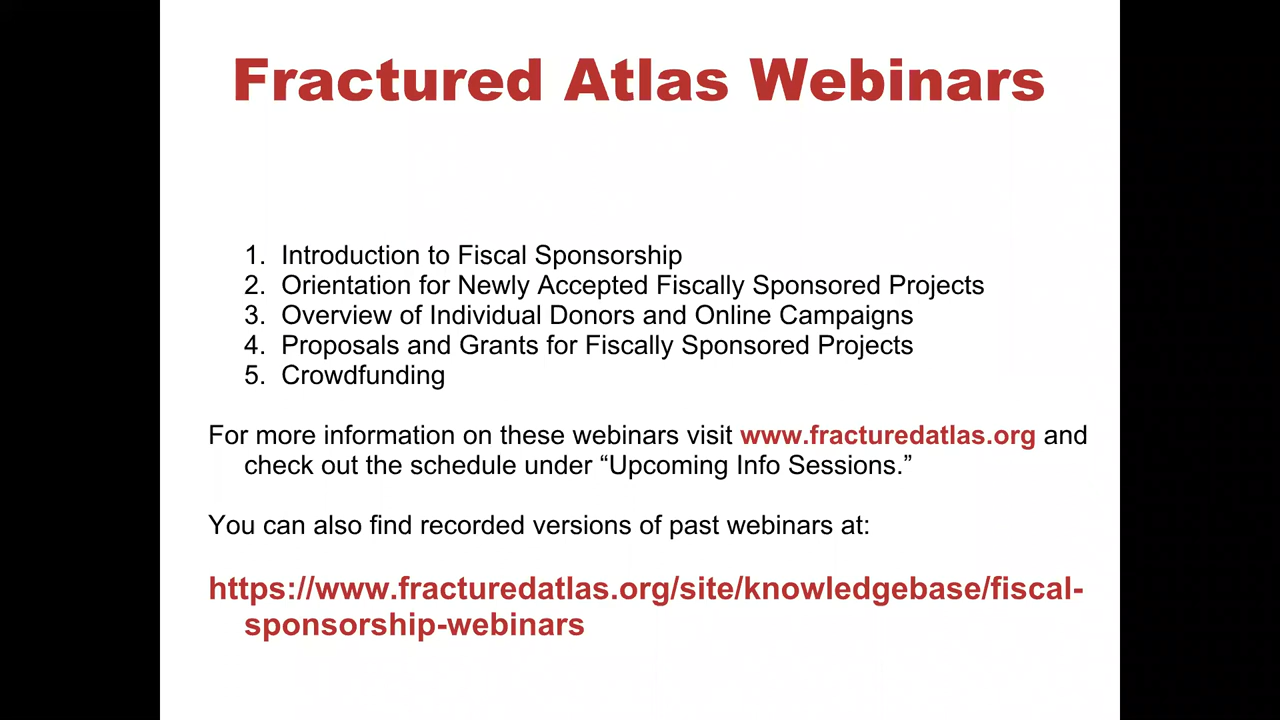 Fractured Atlas Webinars
1. Introduction to Fiscal Sponsorship
2. Orientation for Newly Accepted Fiscally Sponsored Projects
3. Overview of Individual Donors and Online Campaigns
4. Proposals and Grants for Fiscally Sponsored Projects
5. Crowdfunding
For more information on these webinars visit www.fracturedatlas.org and
check out the schedule under “Upcoming Info Sessions.”
You can also find recorded versions of past webinars at:
https://www.fracturedatlas.org/site/knowledgebase/fiscal-
sponsorship-webinars